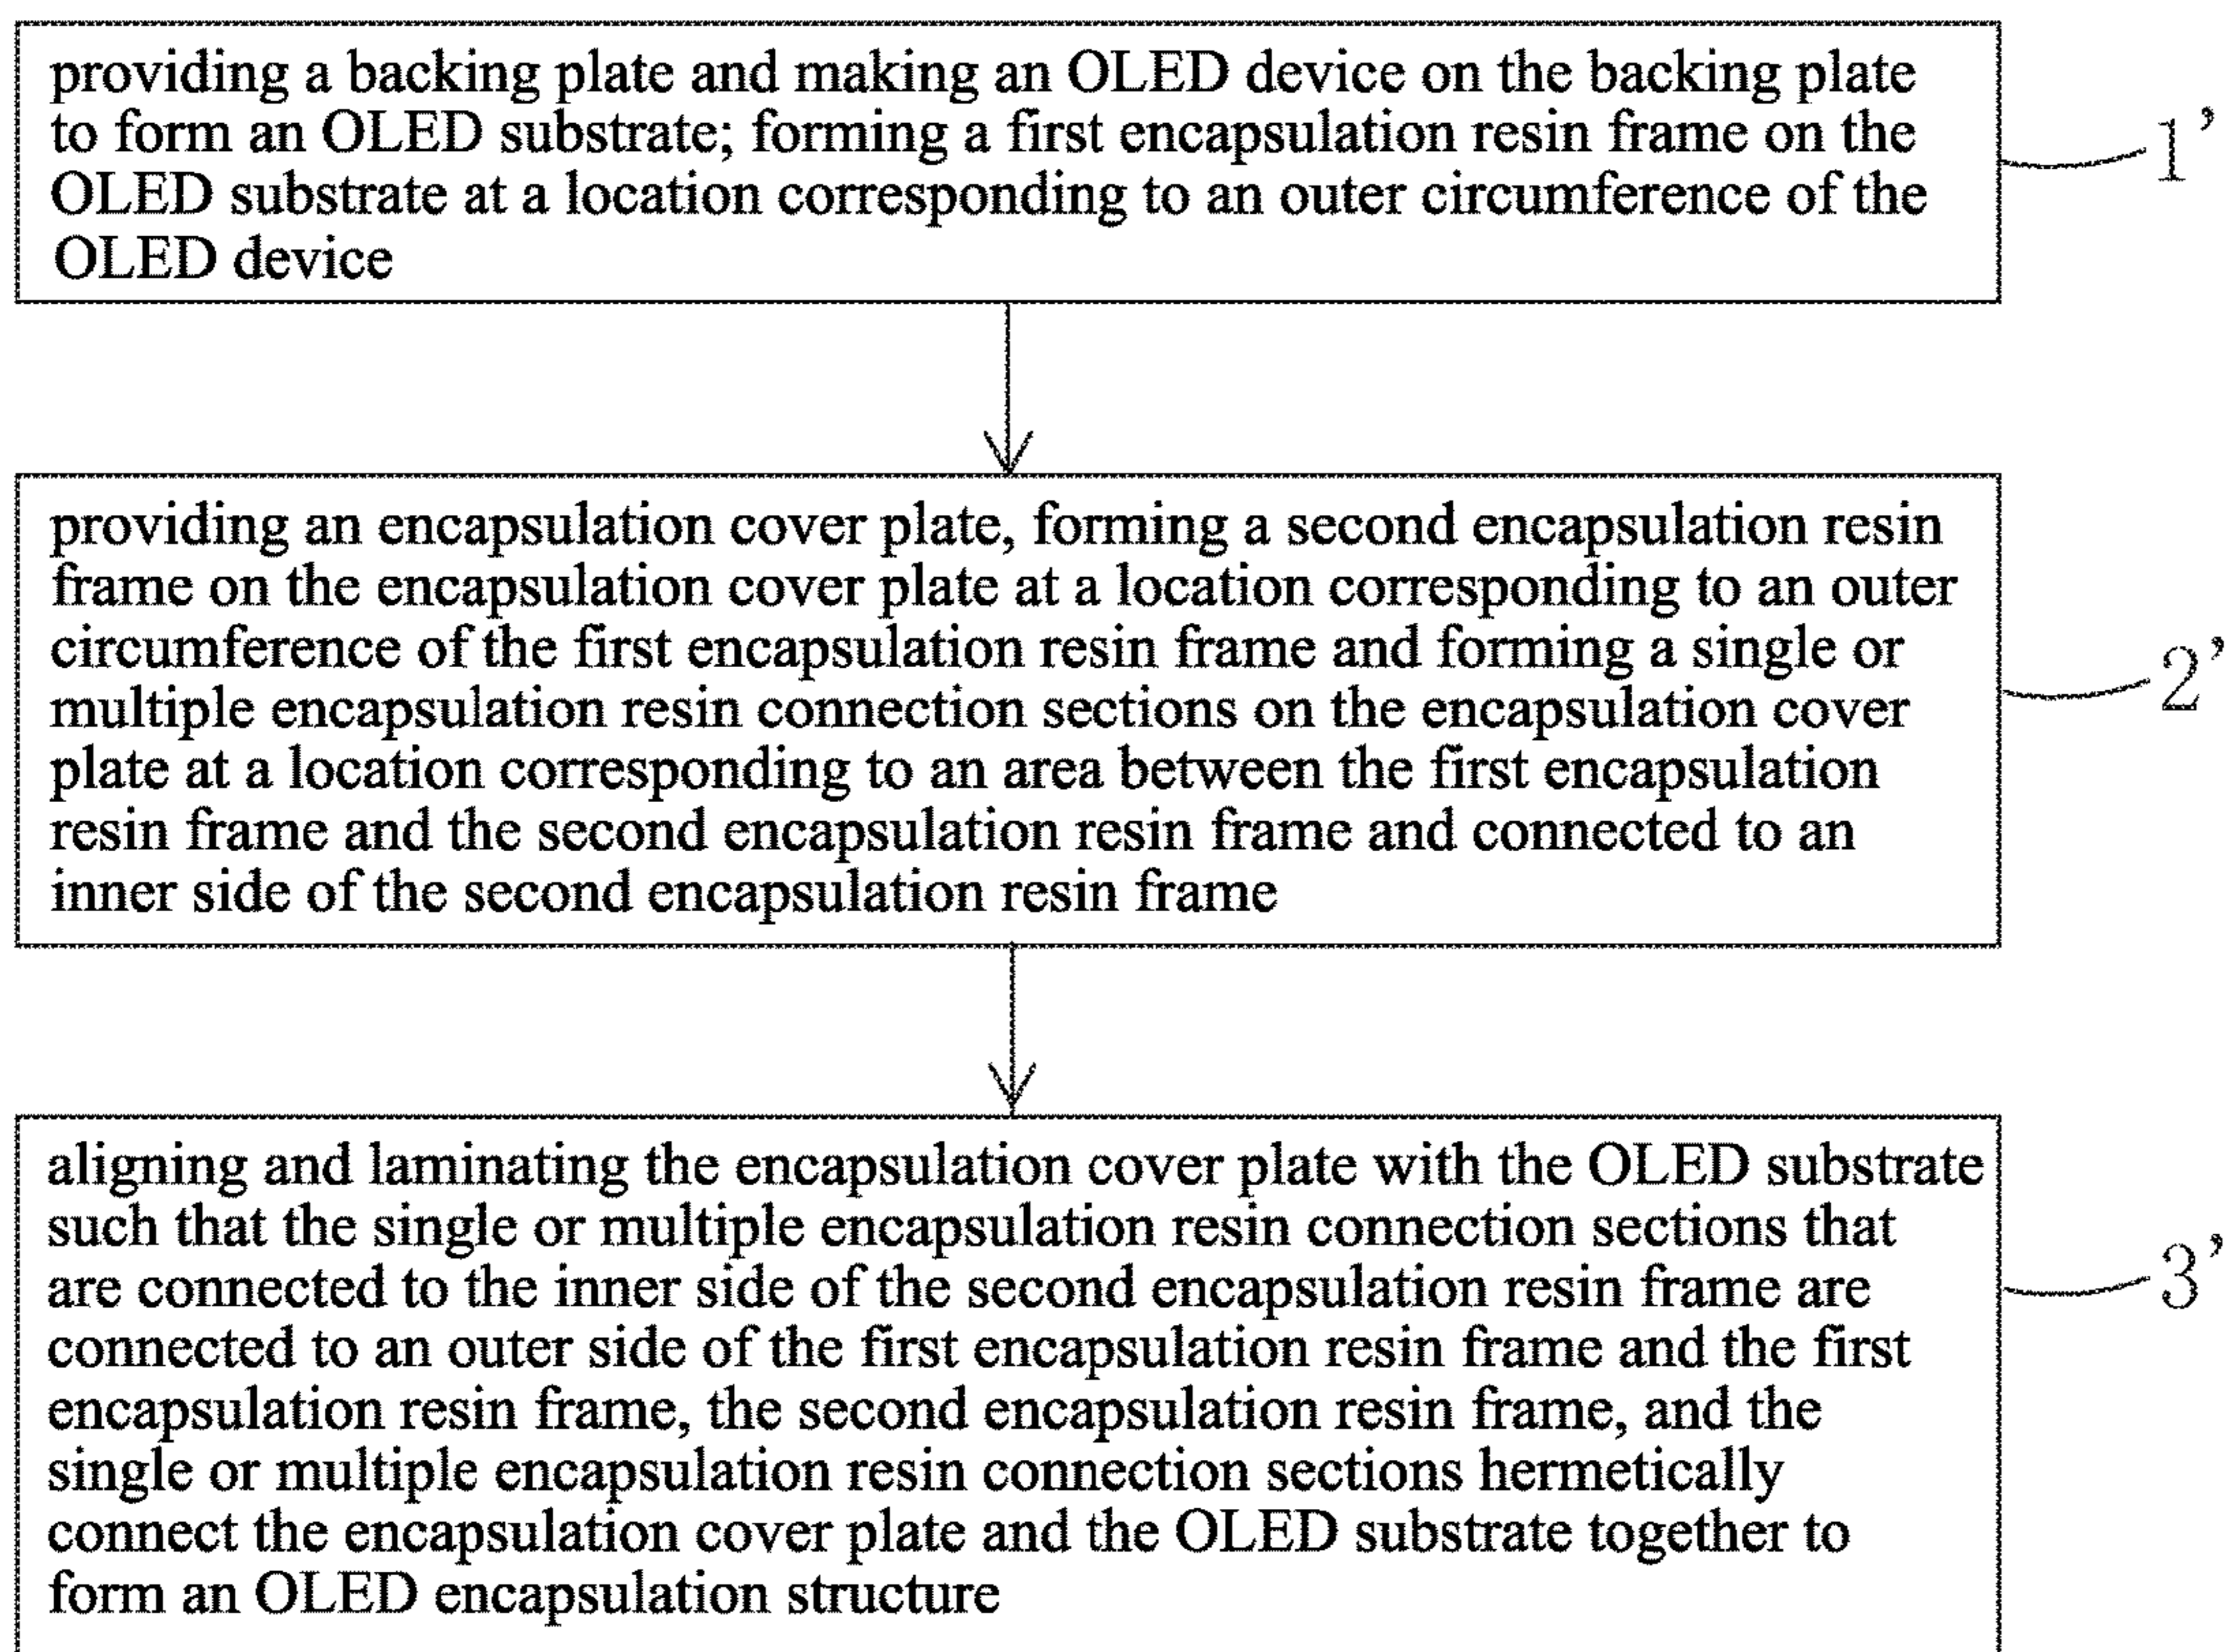 providing a backing plate and making an OLED device on the backing plate
to form an OLED substrate; forming a first encapsulation resin frame on the
OLED substrate at a location corresponding to an outer circumference of the
OLED device
1’
providing an encapsulation cover plate, forming a second encapsulation resin
frame on the encapsulation cover plate at a location corresponding to an outer
circumference of the first encapsulation resin frame and forming a single or
multiple encapsulation resin connection sections on the encapsulation cover
plate at a location corresponding to an area between the first encapsulation
resin frame and the second encapsulation resin frame and connected to an
inner side of the second encapsulation resin frame
2’
aligning and laminating the encapsulation cover plate with the OLED substrate
such that the single or multiple encapsulation resin connection sections that
are connected to the inner side of the second encapsulation resin frame are
connected to an outer side of the first encapsulation resin frame and the first
encapsulation resin frame, the second encapsulation resin frame, and the
single or multiple encapsulation resin connection sections hermetically
connect the encapsulation cover plate and the OLED substrate together to
form an OLED encapsulation structure
3’